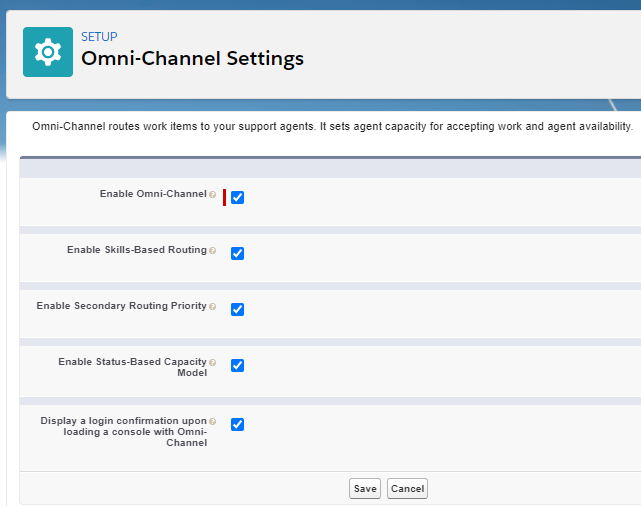 SETUP
Omni-Channel Settings
Omni-Channel routes work items to your support agents. It sets agent capacity for accepting work and agent availability.
Enable Omni-Channel
Enable Skills-Based Routing
Enable Secondary Routing Priority
Enable Status-Based Capacity
Model
Display a login confirmation upon
loading a console with Omni-
Channel
Save Cancel